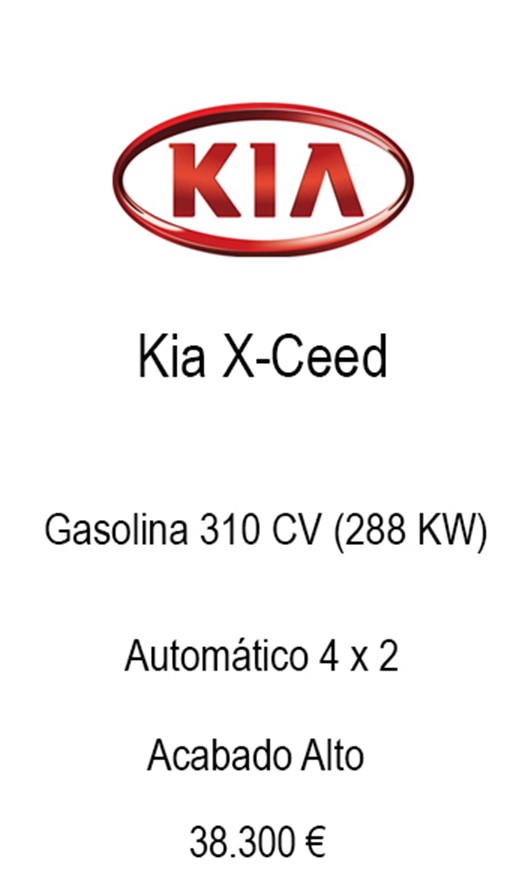 KIA
Kia X-Ceed
Gasolina 310 CV (288 KW)
Automático 4 x 2
Acabado Alto
38.300 €